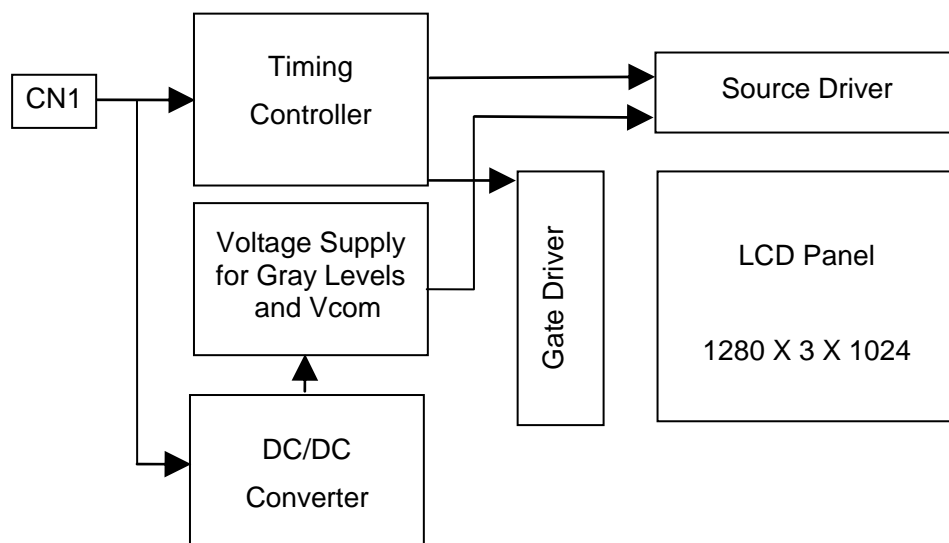 Timing
Controller
CN1
Source Driver
Voltage Supply
for Gray Levels
and Vcom
Gate Driver
LCD Panel
1280 X 3 X 1024
DC/DC
Converter